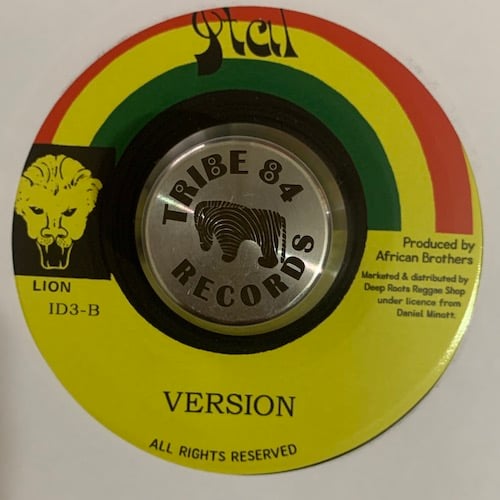 Ital
TRIBE 84
RECORDS
LION
ID3-B
Produced by
African Brothers
Marketed & distributed by
Deep Roots Reggae Shop
under licence from
Daniel Minott.
VERSION
ALL RIGHTS RESERVED